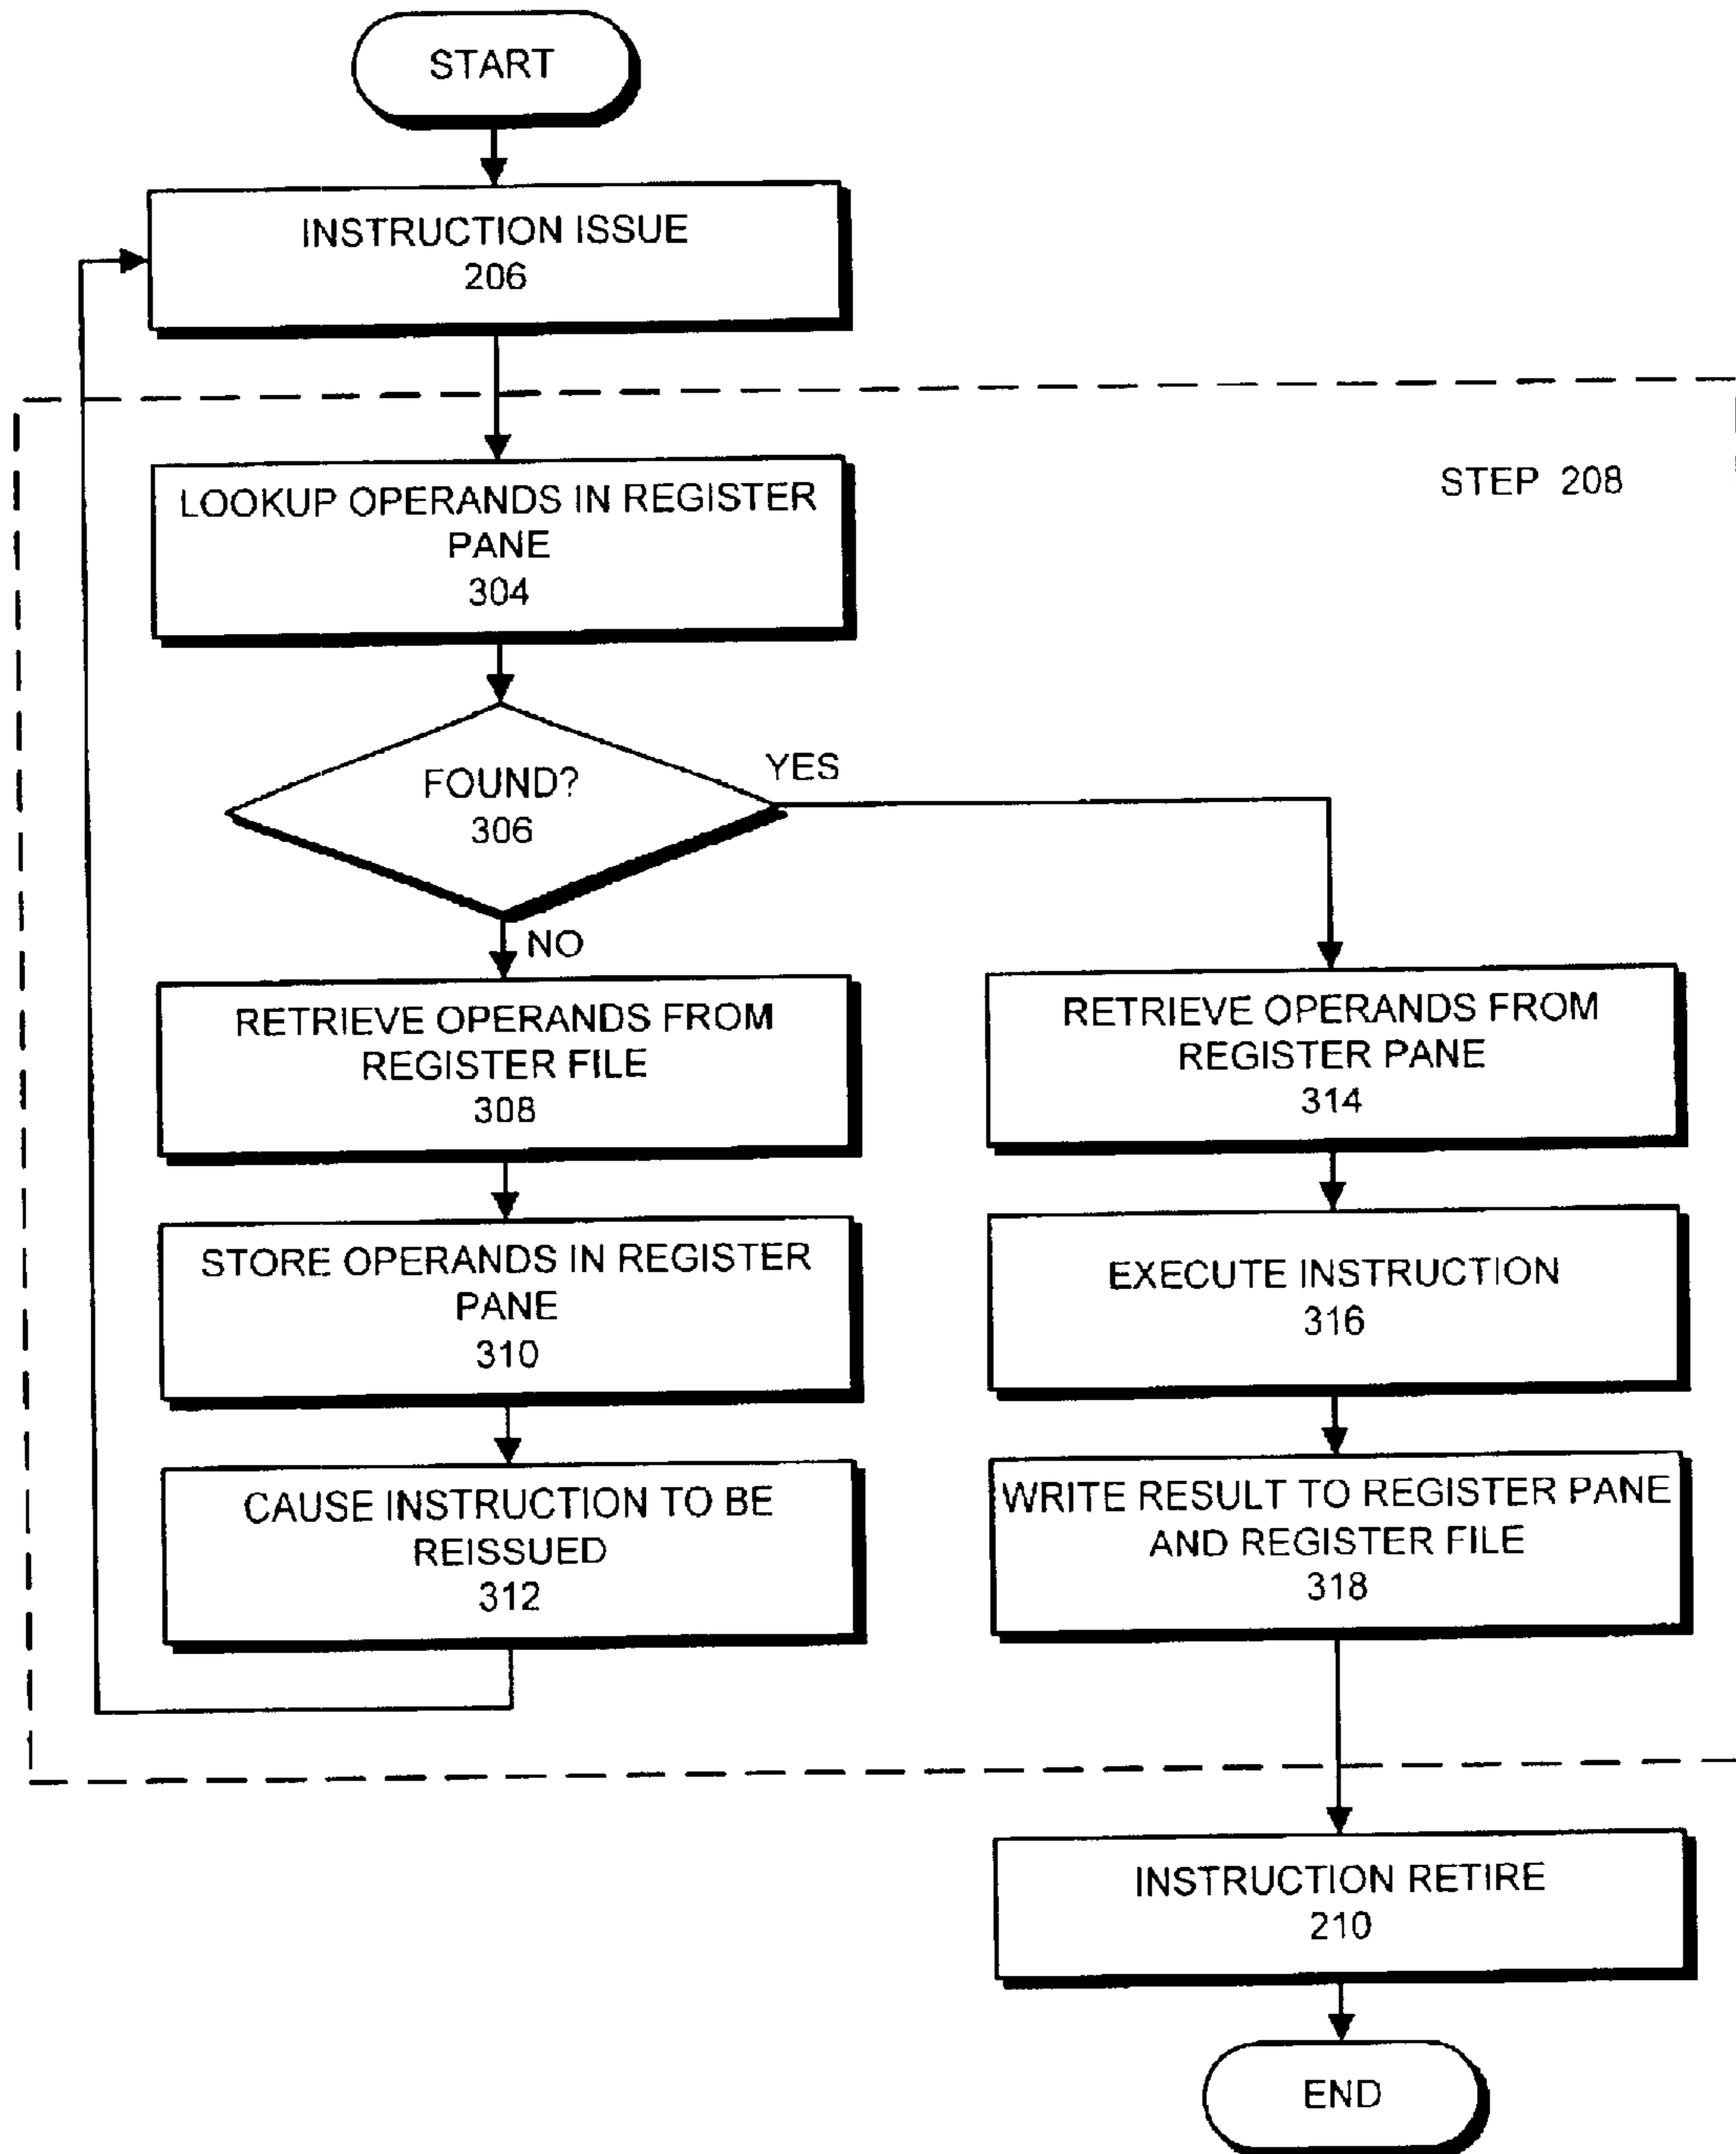 START
INSTRUCTION ISSUE
206
STEP 208
LOOKUP OPERANDS IN REGISTER
PANE
304
FOUND?
306
YES
NO
RETRIEVE OPERANDS FROM
REGISTER FILE
308
RETRIEVE OPERANDS FROM
REGISTER PANE
314
STORE OPERANDS IN REGISTER
PANE
310
EXECUTE INSTRUCTION
316
CAUSE INSTRUCTION TO BE
REISSUED
312
WRITE RESULT TO REGISTER PANE
AND REGISTER FILE
318
INSTRUCTION RETIRE
210
END